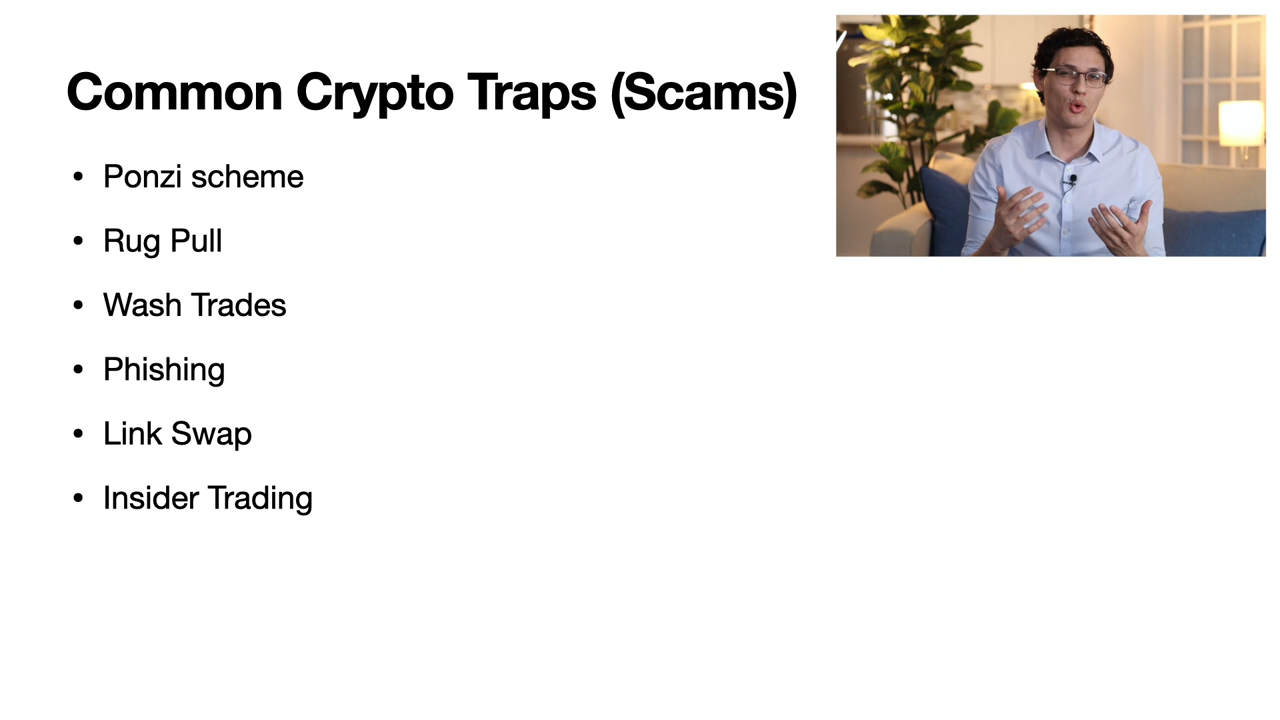 Common Crypto Traps (Scams)
• Ponzi scheme
• Rug Pull
• Wash Trades
• Phishing
• Link Swap
• Insider Trading